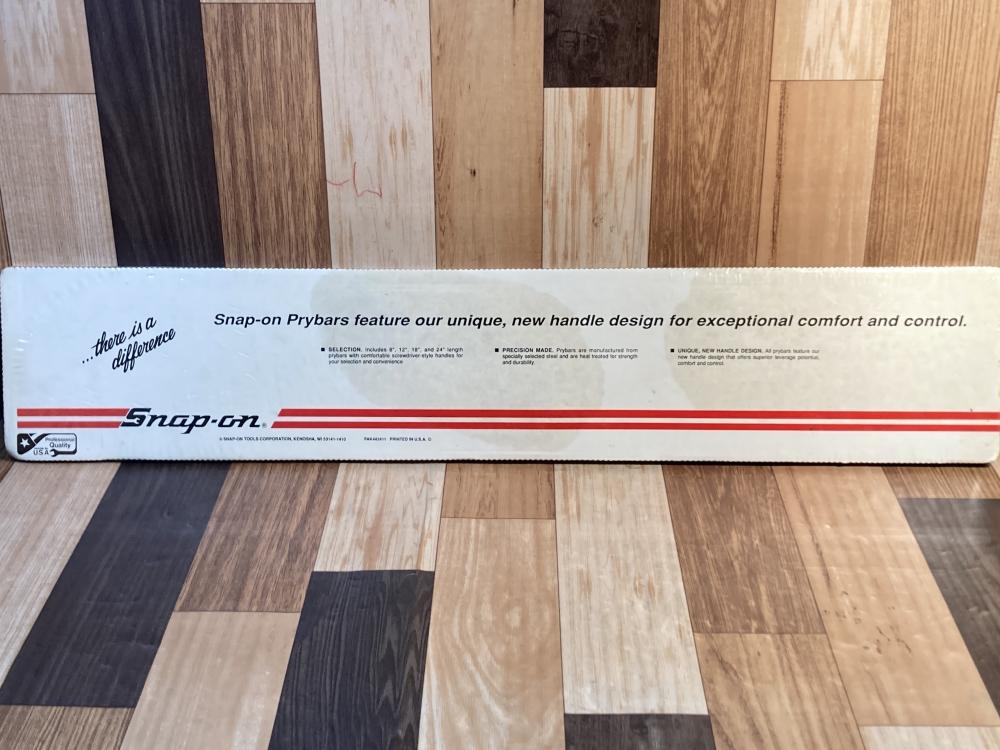 ...there is a
difference
Snap-on Prybars feature our unique, new handle design for exceptional comfort and control.
■ SELECTION. Includes 8", 12", 18", and 24" length
prybars with comfortable screwdriver-style handles for
your selection and convenience.
■ PRECISION MADE. Prybars are manufactured from
specially selected steel and are heat treated for strength
and durability.
■ UNIQUE, NEW HANDLE DESIGN. All prybars feature our
new handle design that offers superior leverage potential,
comfort and control.
Snap-on®
Professional
Quality
USA
© SNAP-ON TOOLS CORPORATION, KENOSHA, WI 53141-1410 PRINTED IN U.S.A.